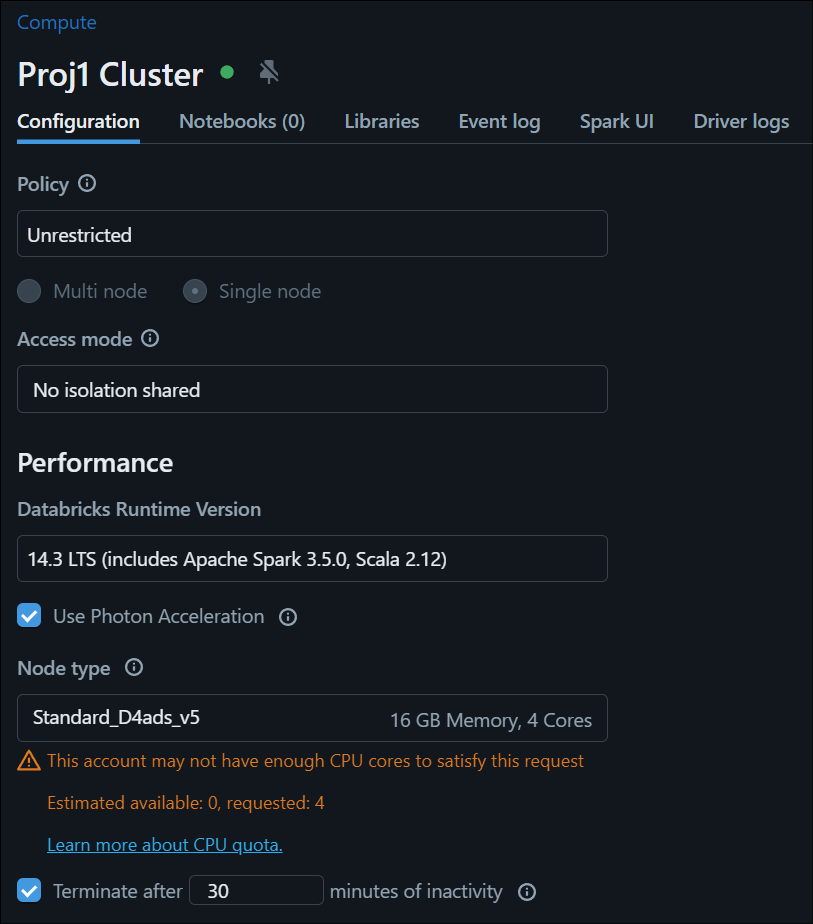 Compute
Proj1 Cluster
Configuration Notebooks (0) Libraries Event log Spark UI Driver logs
Policy
Unrestricted
Multi node Single node
Access mode
No isolation shared
Performance
Databricks Runtime Version
14.3 LTS (includes Apache Spark 3.5.0, Scala 2.12)
Use Photon Acceleration
Node type
Standard_D4ads_v5 16 GB Memory, 4 Cores
This account may not have enough CPU cores to satisfy this request
Estimated available: 0, requested: 4
Learn more about CPU quota.
Terminate after 30 minutes of inactivity